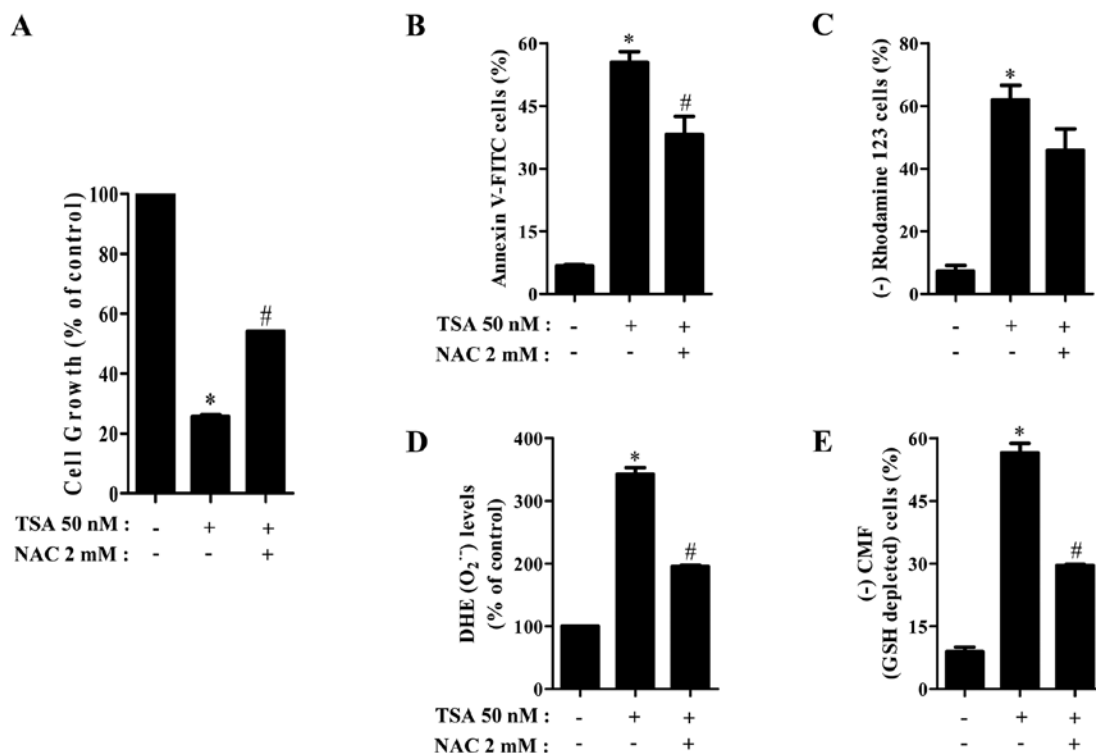 A
Cell Growth (% of control)
100
80
60
40
20
0
*
#
TSA 50 nM : - + +
NAC 2 mM : - - +
B
Annexin V-FITC cells (%)
60
45
30
15
0
*
#
TSA 50 nM : - + +
NAC 2 mM : - - +
C
(-) Rhodamine 123 cells (%)
80
60
40
20
0
*
- + +
- - +
D
DHE (O₂˙⁻) levels
(% of control)
400
300
200
100
0
*
#
TSA 50 nM : - + +
NAC 2 mM : - - +
E
(-) CMF
(GSH depleted) cells (%)
60
45
30
15
0
*
#
- + +
- - +